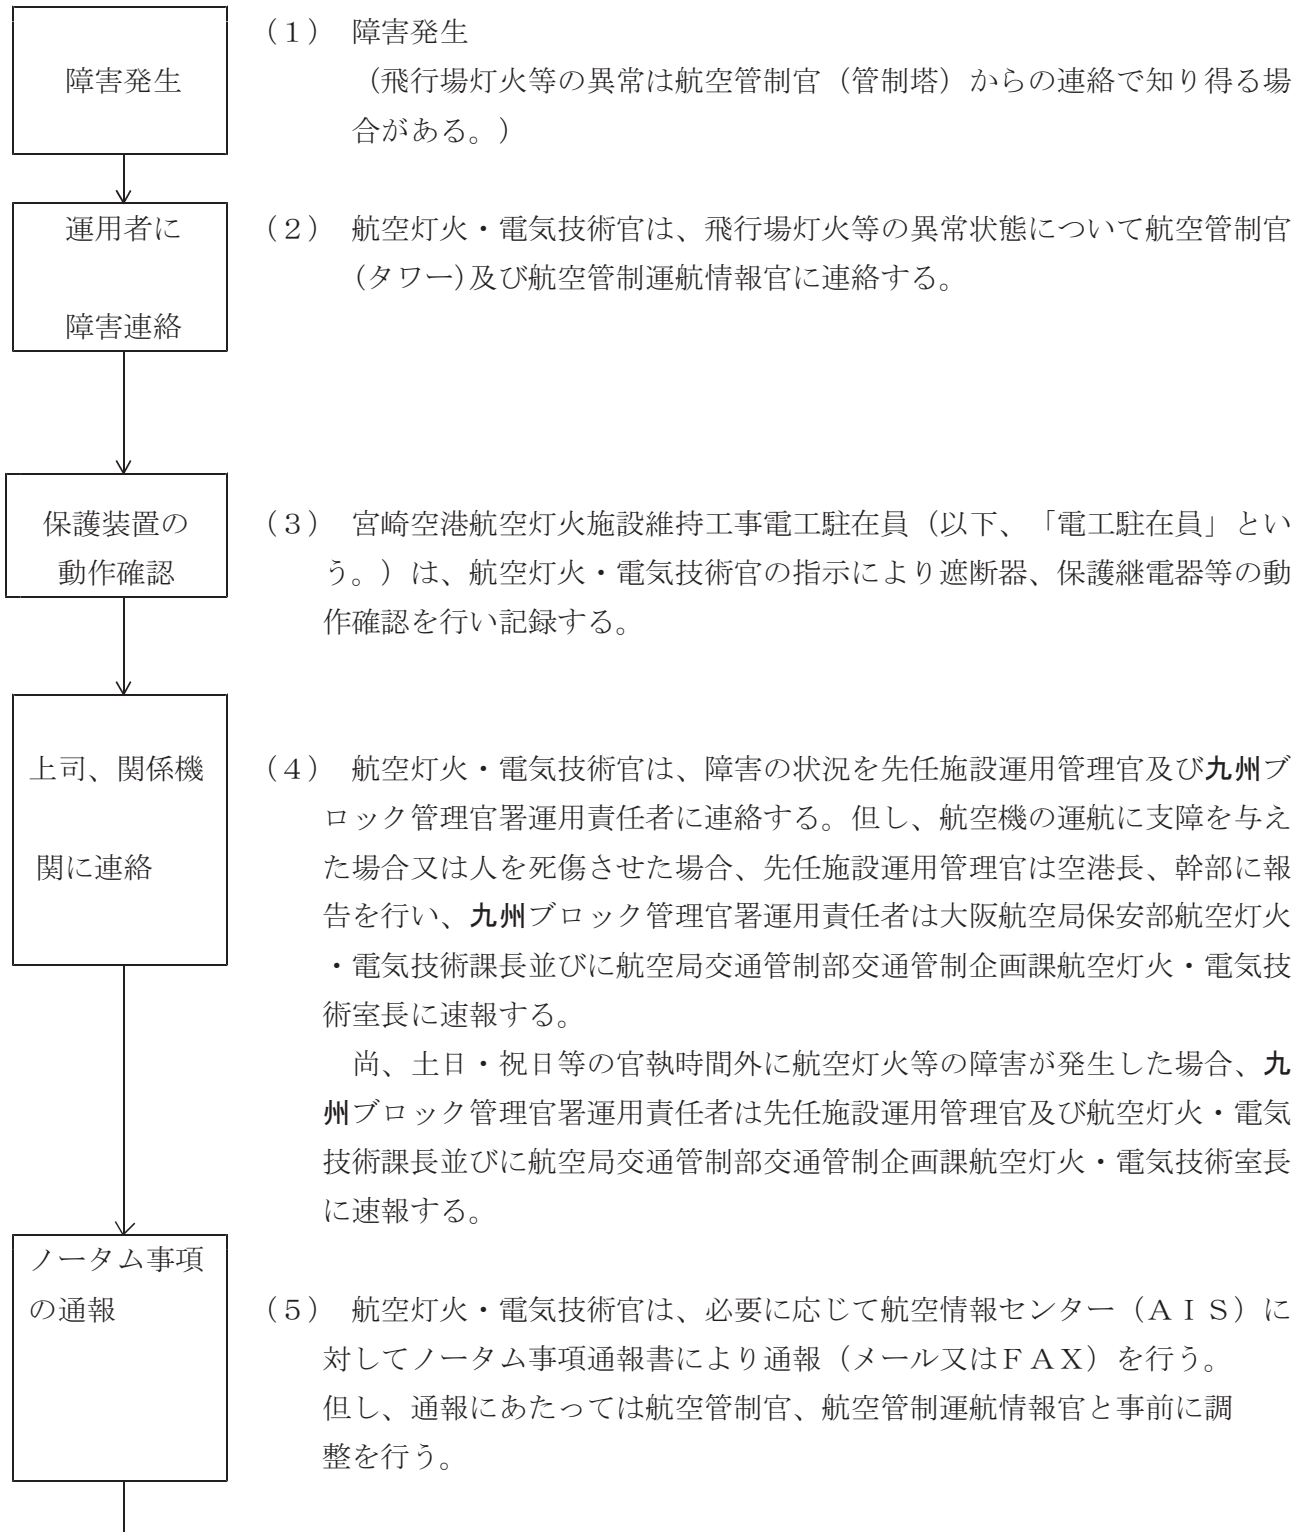 障害発生
(1) 障害発生
(飛行場灯火等の異常は航空管制官(管制塔)からの連絡で知り得る場
合がある。)
運用者に
障害連絡
(2) 航空灯火・電気技術官は、飛行場灯火等の異常状態について航空管制官
(タワー)及び航空管制運航情報官に連絡する。
保護装置の
動作確認
(3) 宮崎空港航空灯火施設維持工事電工駐在員(以下、「電工駐在員」とい
う。)は、航空灯火・電気技術官の指示により遮断器、保護継電器等の動
作確認を行い記録する。
上司、関係機
関に連絡
(4) 航空灯火・電気技術官は、障害の状況を先任施設運用管理官及び九州ブ
ロック管理官署運用責任者に連絡する。但し、航空機の運航に支障を与え
た場合又は人を死傷させた場合、先任施設運用管理官は空港長、幹部に報
告を行い、九州ブロック管理官署運用責任者は大阪航空局保安部航空灯火
・電気技術課長並びに航空局交通管制部交通管制企画課航空灯火・電気技
術室長に速報する。
尚、土日・祝日等の官執時間外に航空灯火等の障害が発生した場合、九
州ブロック管理官署運用責任者は先任施設運用管理官及び航空灯火・電気
技術課長並びに航空局交通管制部交通管制企画課航空灯火・電気技術室長
に速報する。
ノータム事項
の通報
(5) 航空灯火・電気技術官は、必要に応じて航空情報センター(AIS)に
対してノータム事項通報書により通報(メール又はFAX)を行う。
但し、通報にあたっては航空管制官、航空管制運航情報官と事前に調
整を行う。